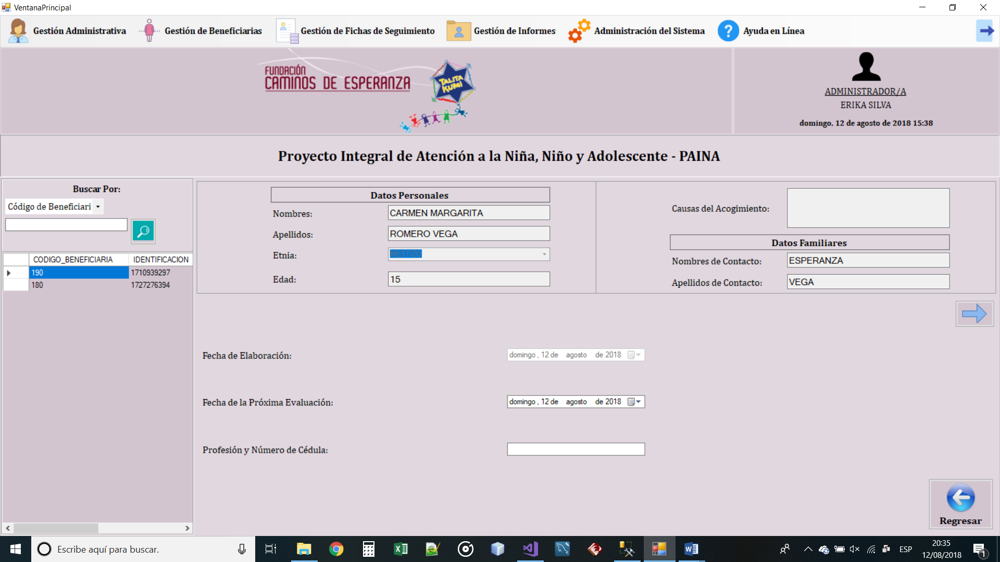 VentanaPrincipal
Gestión Administrativa
Gestión de Beneficiarias
Gestión de Fichas de Seguimiento
Gestión de Informes
Administración del Sistema
?
Ayuda en Línea
FUNDACIÓN
CAMINOS DE ESPERANZA
TALITA
KUMI
ADMINISTRADOR/A
ERIKA SILVA
domingo, 12 de agosto de 2018 15:38
Proyecto Integral de Atención a la Niña, Niño y Adolescente - PAINA
Buscar Por:
Código de Beneficiari
CODIGO_BENEFICIARIA IDENTIFICACION
190 1710939297
180 1727276394
Datos Personales
Nombres: CARMEN MARGARITA
Apellidos: ROMERO VEGA
Etnia: MESTIZO
Edad: 15
Causas del Acogimiento:
Datos Familiares
Nombres de Contacto: ESPERANZA
Apellidos de Contacto: VEGA
Fecha de Elaboración: domingo , 12 de agosto de 2018
Fecha de la Próxima Evaluación: domingo , 12 de agosto de 2018
Profesión y Número de Cédula:
Regresar
Escribe aquí para buscar.
ESP
20:35
12/08/2018
1